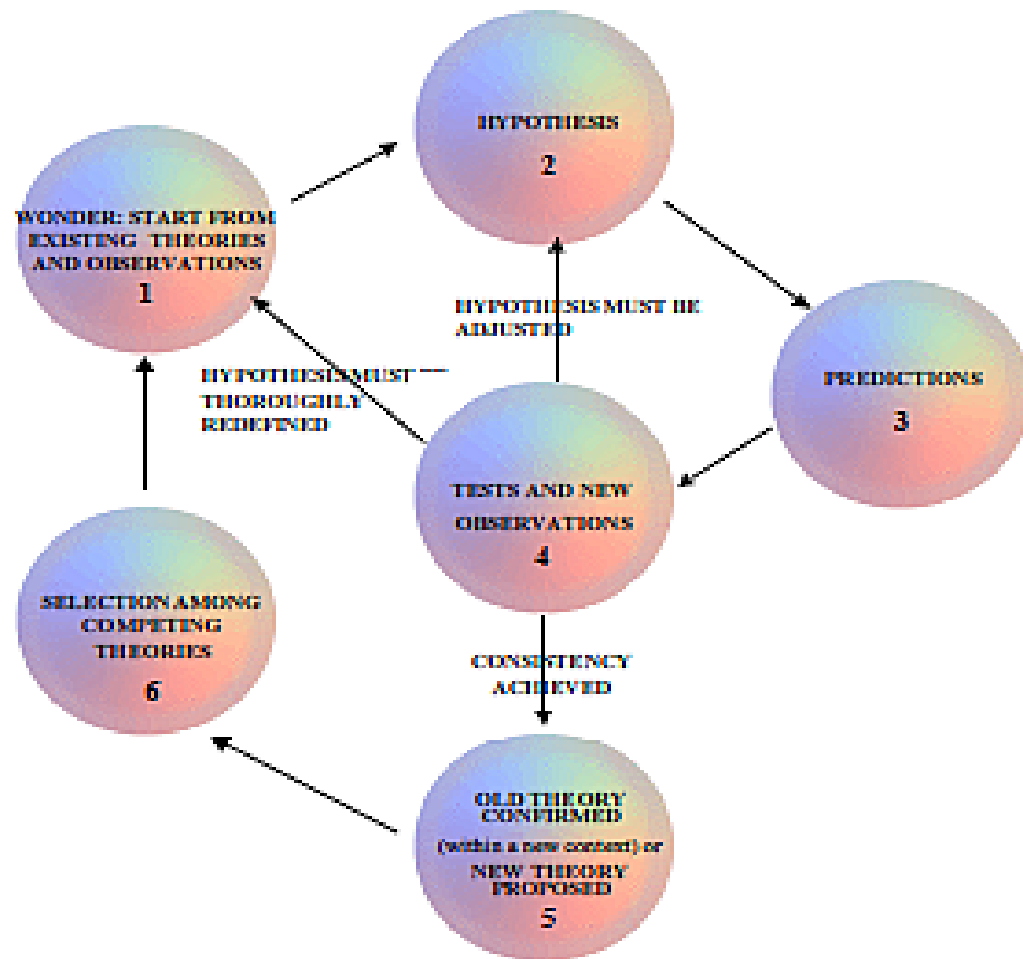 WONDER: START FROM
EXISTING THEORIES
AND OBSERVATIONS
1
HYPOTHESIS
2
PREDICTIONS
3
HYPOTHESIS MUST BE
ADJUSTED
HYPOTHESIS MUST
THOROUGHLY
REDEFINED
TESTS AND NEW
OBSERVATIONS
4
CONSISTENCY
ACHIEVED
OLD THEORY
CONFIRMED
(within a new context) or
NEW THEORY
PROPOSED
5
SELECTION AMONG
COMPETING
THEORIES
6